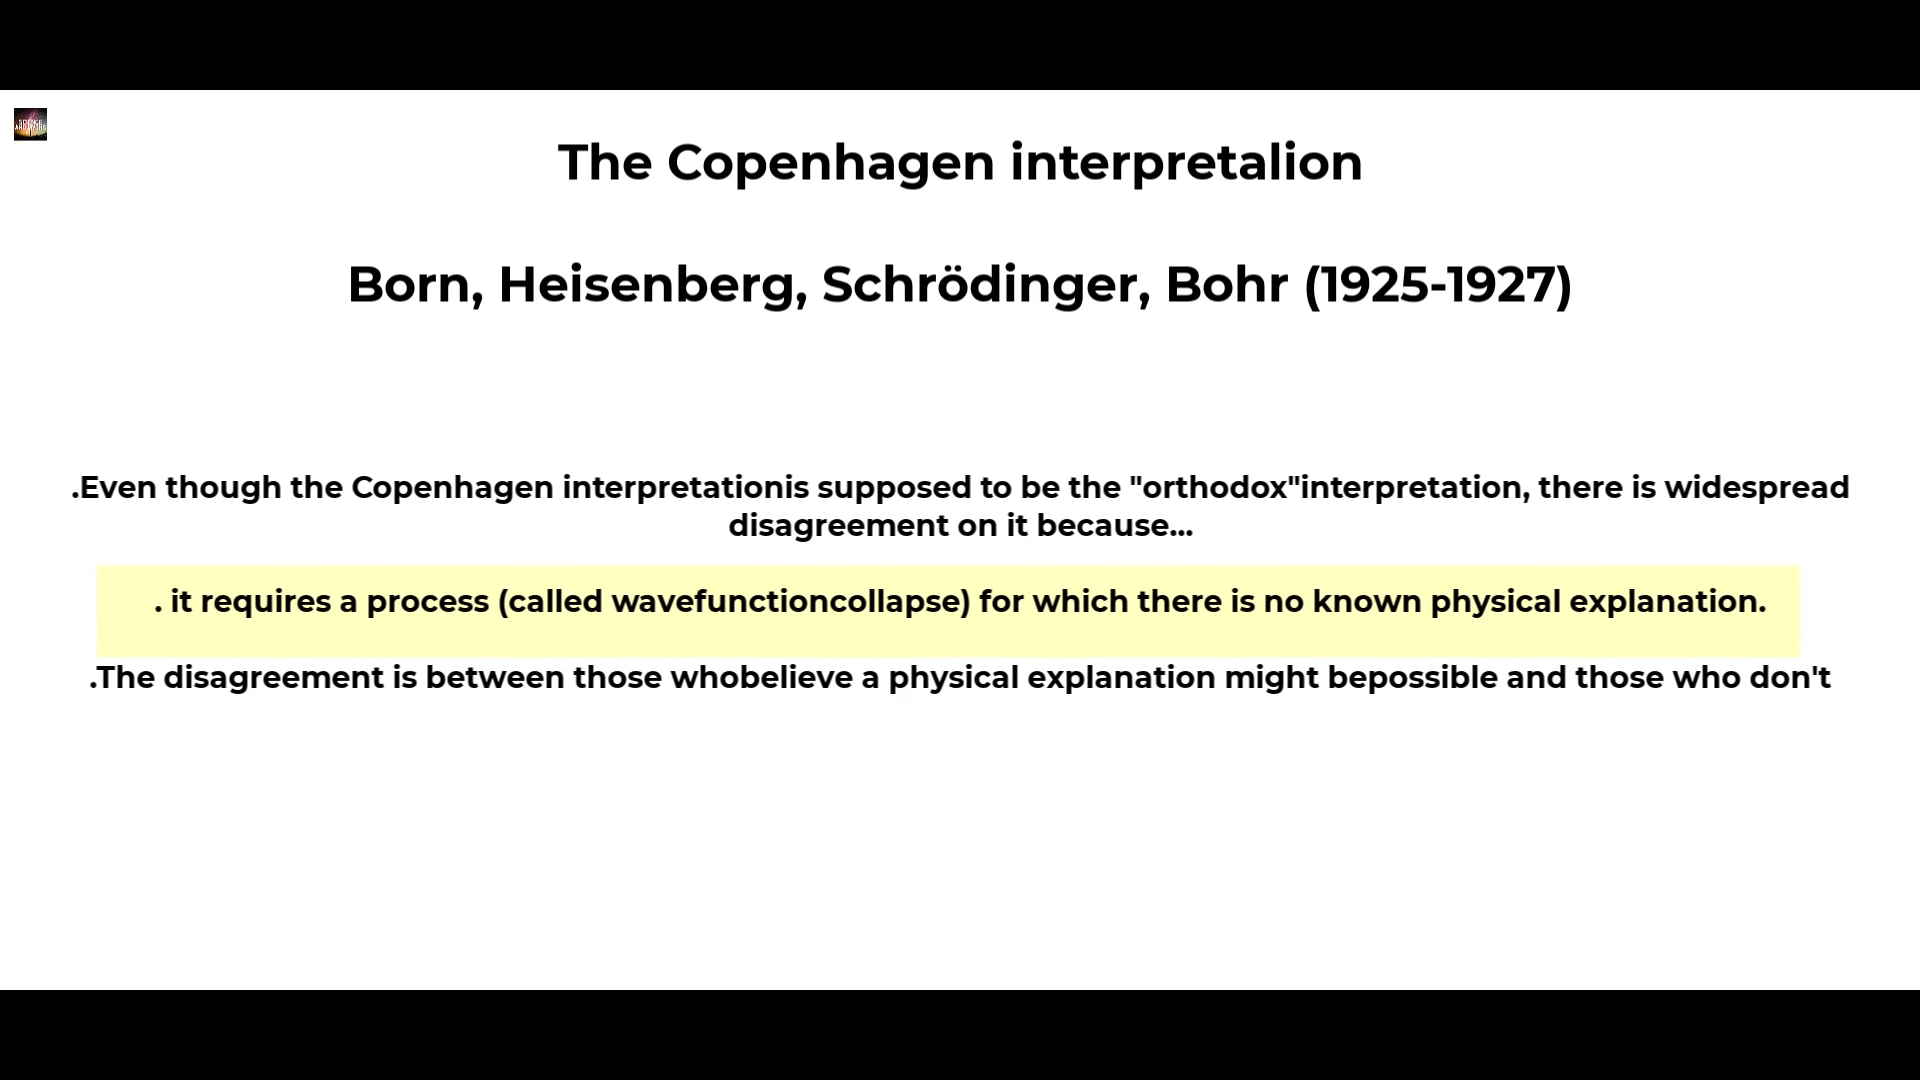 The Copenhagen interpretalion
Born, Heisenberg, Schrödinger, Bohr (1925-1927)
.Even though the Copenhagen interpretationis supposed to be the "orthodox"interpretation, there is widespread
disagreement on it because...
. it requires a process (called wavefunctioncollapse) for which there is no known physical explanation.
.The disagreement is between those whobelieve a physical explanation might bepossible and those who don't